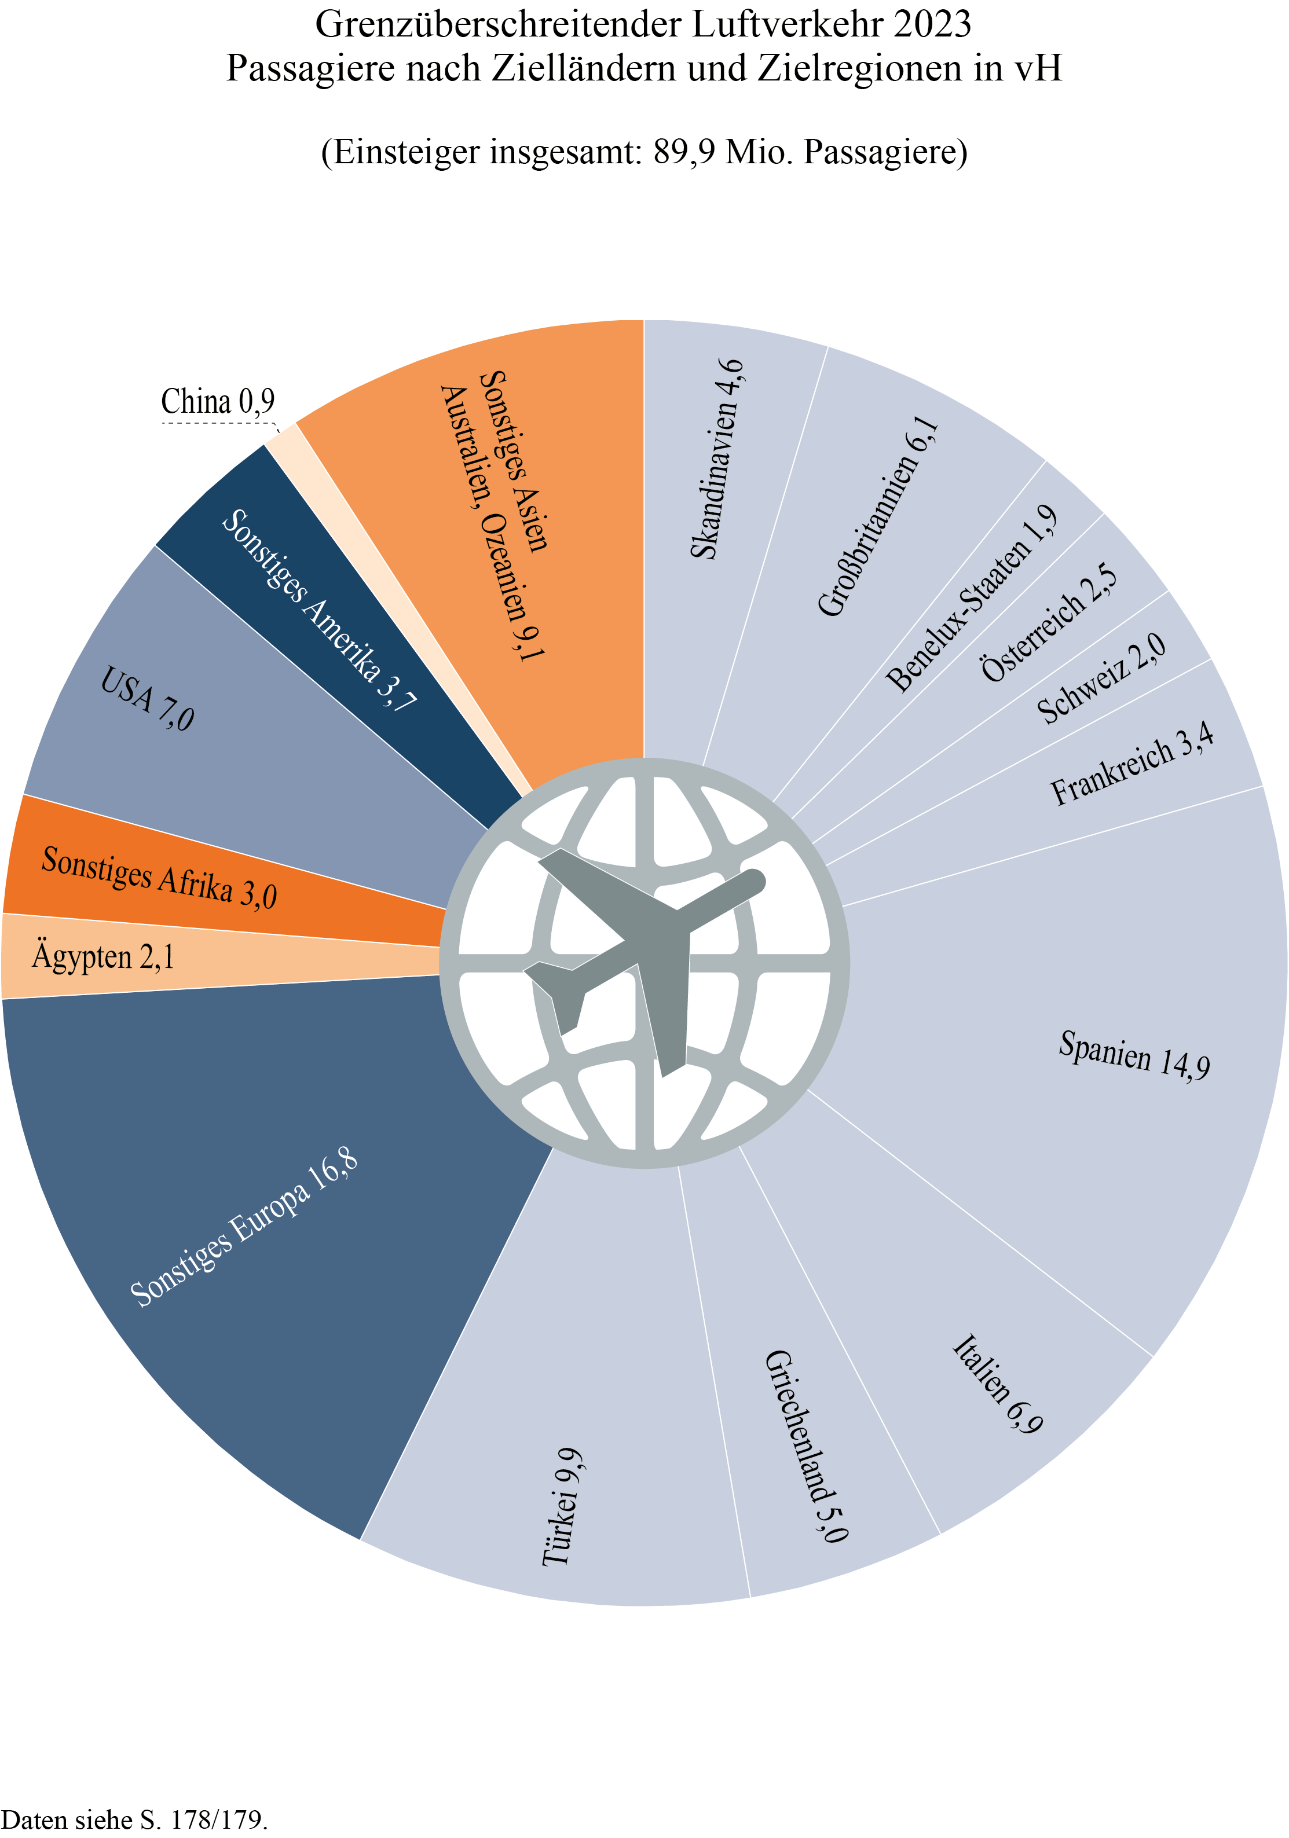 Grenzüberschreitender Luftverkehr 2023
Passagiere nach Zielländern und Zielregionen in vH
(Einsteiger insgesamt: 89,9 Mio. Passagiere)
Skandinavien 4,6
Großbritannien 6,1
Benelux-Staaten 1,9
Österreich 2,5
Schweiz 2,0
Frankreich 3,4
Spanien 14,9
Italien 6,9
Griechenland 5,0
Türkei 9,9
Sonstiges Europa 16,8
Ägypten 2,1
Sonstiges Afrika 3,0
USA 7,0
Sonstiges Amerika 3,7
China 0,9
Sonstiges Asien
Australien, Ozeanien 9,1
Daten siehe S. 178/179.